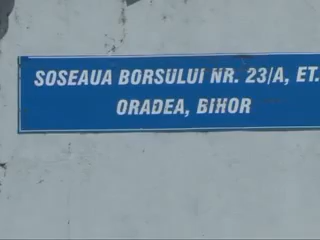 SOSEAUA BORSULUI NR. 23/A, ET.
ORADEA, BIHOR